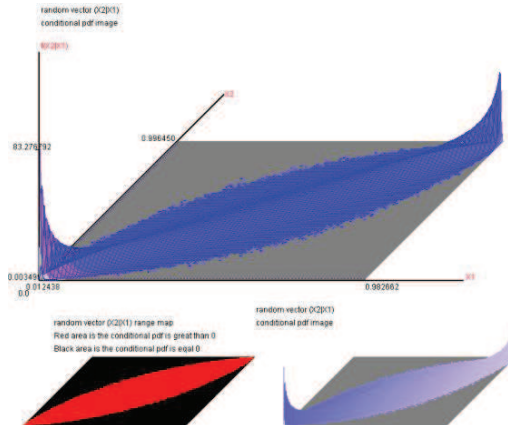 random vector (X2|X1)
conditional pdf image
f(X2|X1)
X2
0.996450
83.276792
0.003496
0.012438
0.0
0.982662
X1
random vector (X2|X1)
conditional pdf image
random vector (X2|X1) range map
Red area is the conditional pdf is great than 0
Black area is the conditional pdf is eqal 0